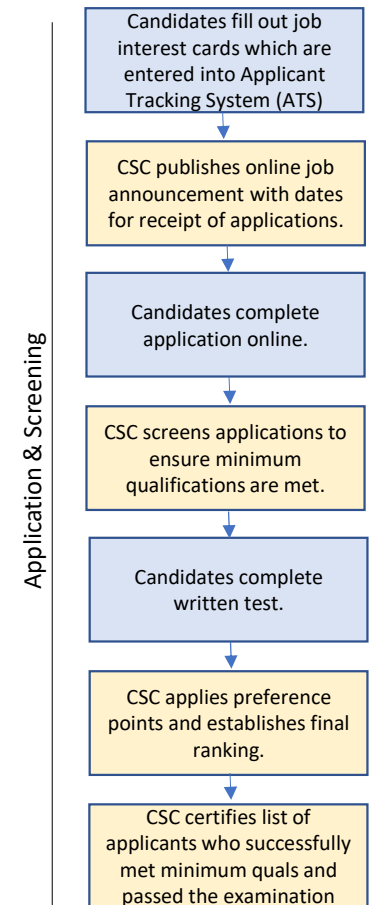 Application & Screening
Candidates fill out job
interest cards which are
entered into Applicant
Tracking System (ATS)
CSC publishes online job
announcement with dates
for receipt of applications.
Candidates complete
application online.
CSC screens applications to
ensure minimum
qualifications are met.
Candidates complete
written test.
CSC applies preference
points and establishes final
ranking.
CSC certifies list of
applicants who successfully
met minimum quals and
passed the examination